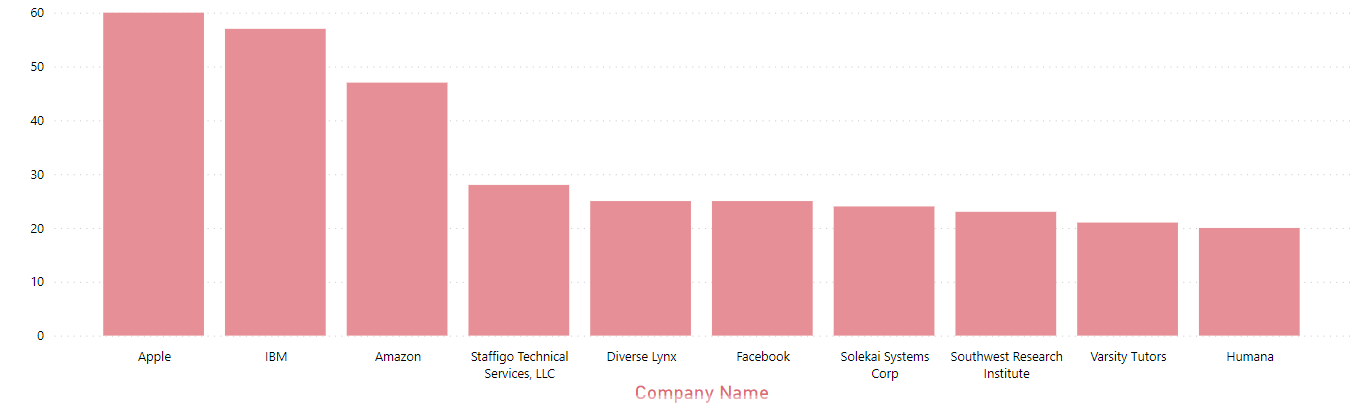 60
50
40
30
20
10
0
Apple
IBM
Amazon
Staffigo Technical
Services, LLC
Diverse Lynx
Facebook
Solekai Systems
Corp
Southwest Research
Institute
Varsity Tutors
Humana
Company Name